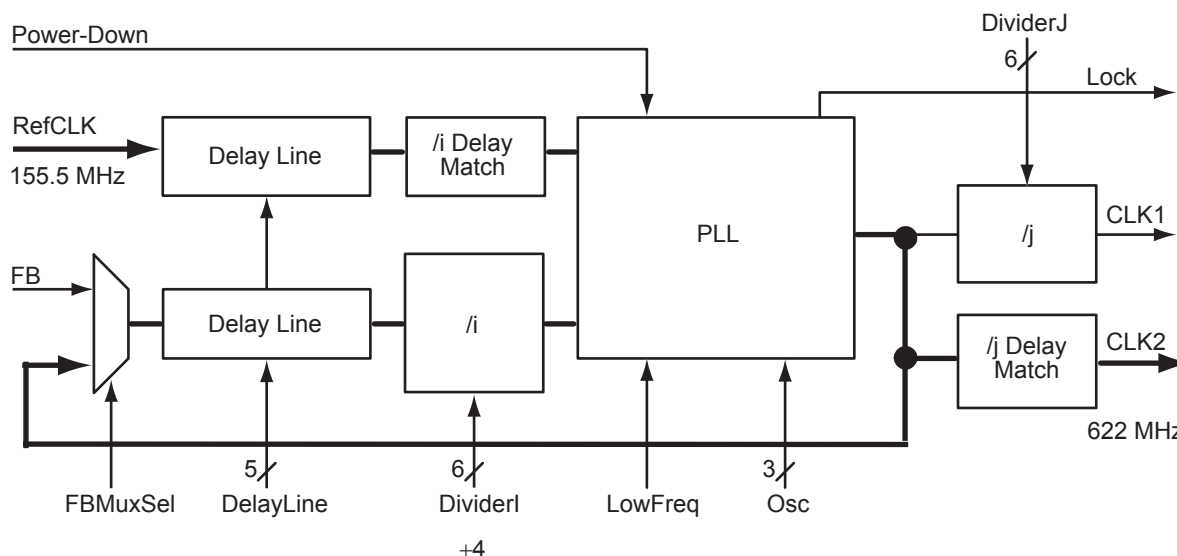 Power-Down
DividerJ
6
Lock
RefCLK
155.5 MHz
Delay Line
/i Delay
Match
PLL
/j
CLK1
FB
Delay Line
/i
/j Delay
Match
CLK2
622 MHz
5
6
3
FBMuxSel
DelayLine
DividerI
LowFreq
Osc
÷4